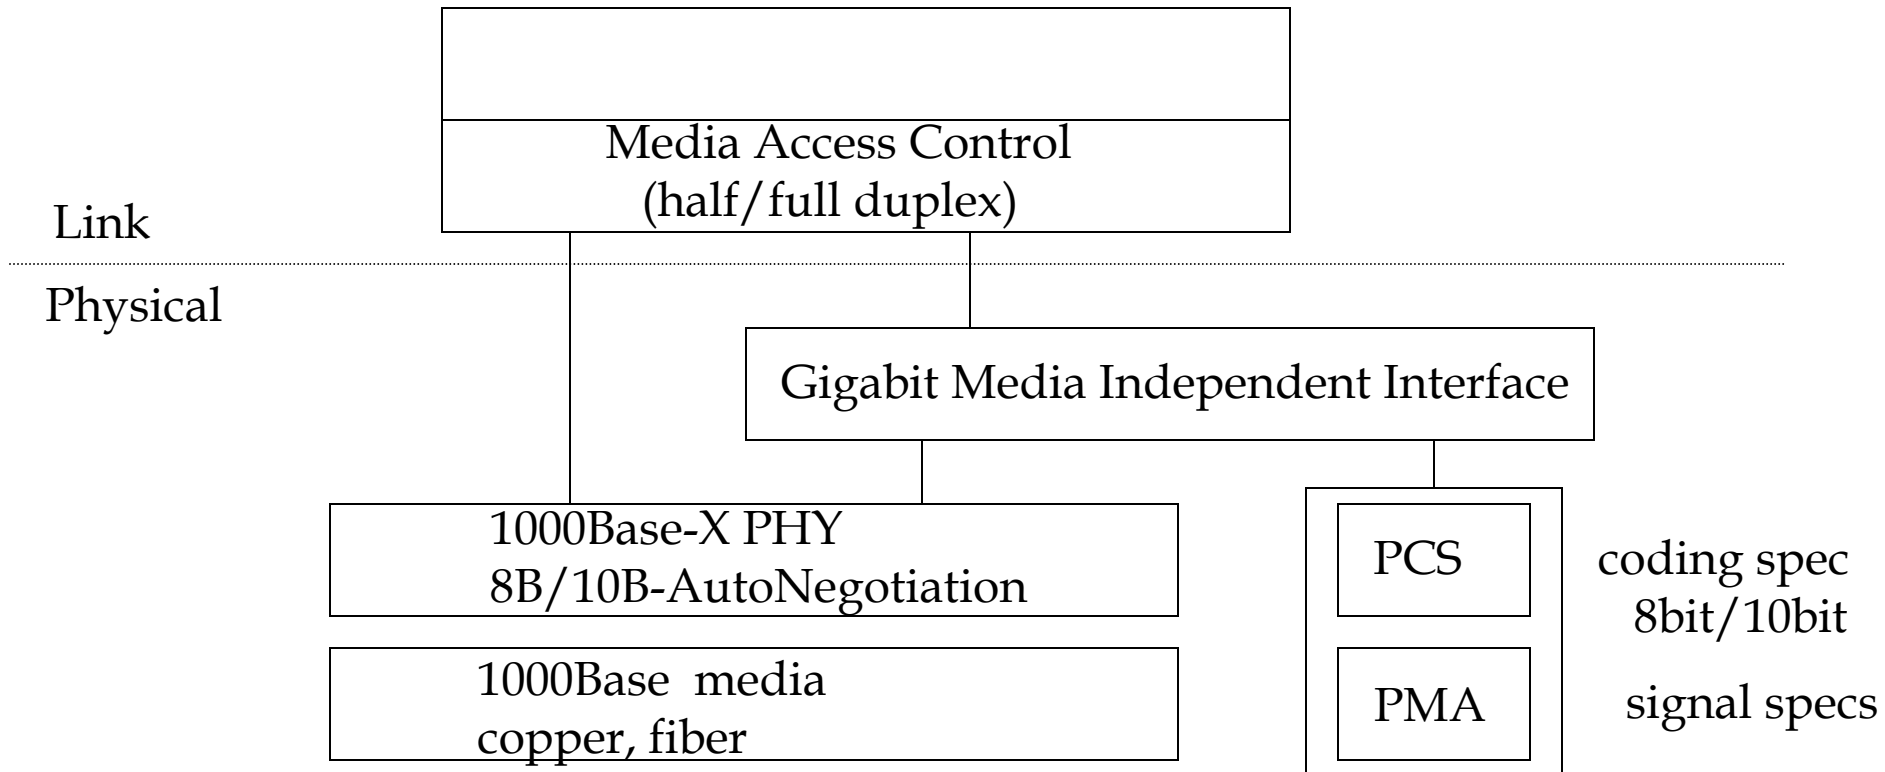 Media Access Control
(half/full duplex)
Link
Physical
Gigabit Media Independent Interface
1000Base-X PHY
8B/10B-AutoNegotiation
PCS
coding spec
8bit/10bit
1000Base media
copper, fiber
PMA
signal specs